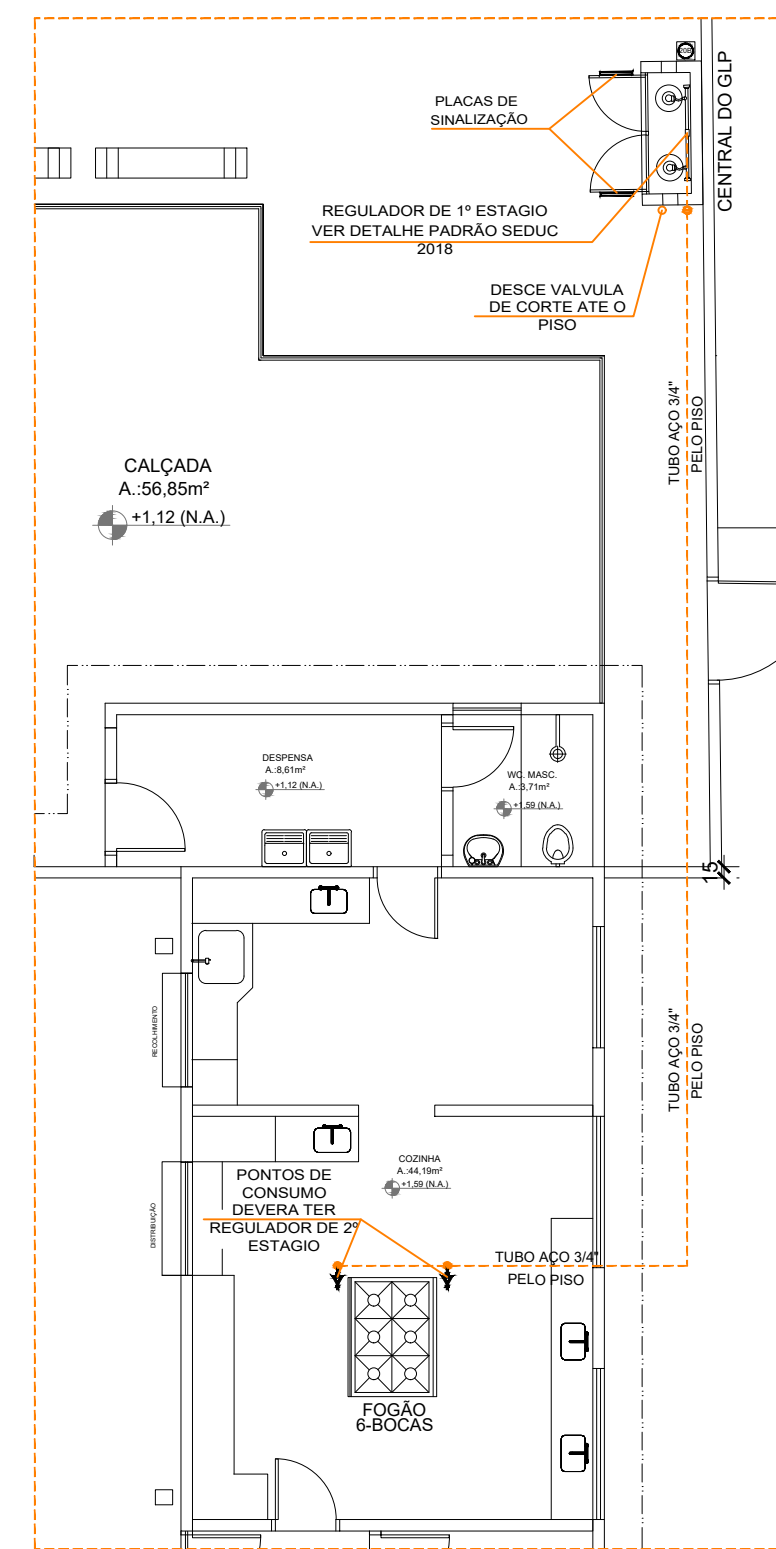 PLACAS DE
SINALIZAÇÃO
CENTRAL DO GLP
REGULADOR DE 1º ESTAGIO
VER DETALHE PADRÃO SEDUC
2018
DESCE VALVULA
DE CORTE ATE O
PISO
TUBO AÇO 3/4"
PELO PISO
CALÇADA
A.:56,85m²
+1,12 (N.A.)
DESPENSA
A.:8,61m²
+1,12 (N.A.)
WC. MASC.
A.:3,71m²
+1,59 (N.A.)
15
RECOLHIMENTO
TUBO AÇO 3/4"
PELO PISO
COZINHA
A.:44,19m²
+1,59 (N.A.)
DISTRIBUIÇÃO
PONTOS DE
CONSUMO
DEVERA TER
REGULADOR DE 2º
ESTAGIO
TUBO AÇO 3/4"
PELO PISO
FOGÃO
6-BOCAS